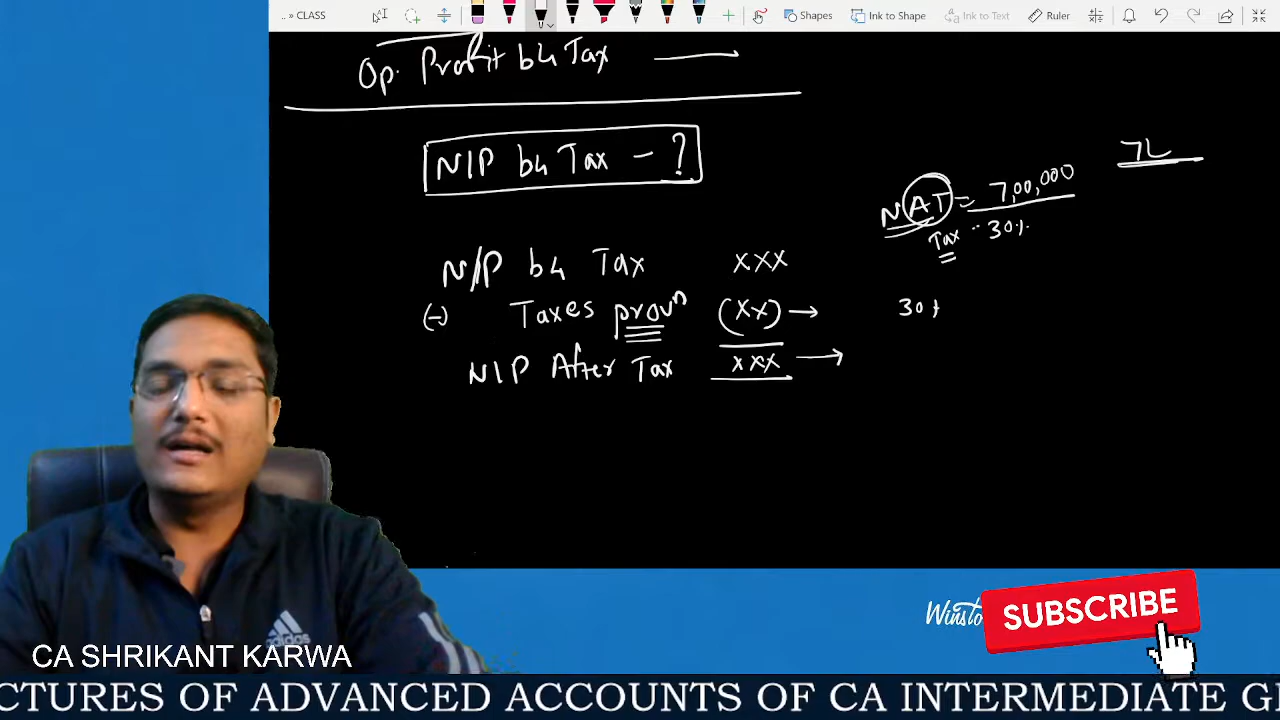 .. » CLASS
Shapes
Ink to Shape
Ink to Text
Ruler
Op. Profit b4 Tax
N/P b4 Tax - ?
7L
NAT = 7,00,000
Tax - 30%
N/P b4 Tax xxx
(-) Taxes provn (xx) → 30%
N/P After Tax xxx →
SUBSCRIBE
CA SHRIKANT KARWA
CTURES OF ADVANCED ACCOUNTS OF CA INTERMEDIATE G